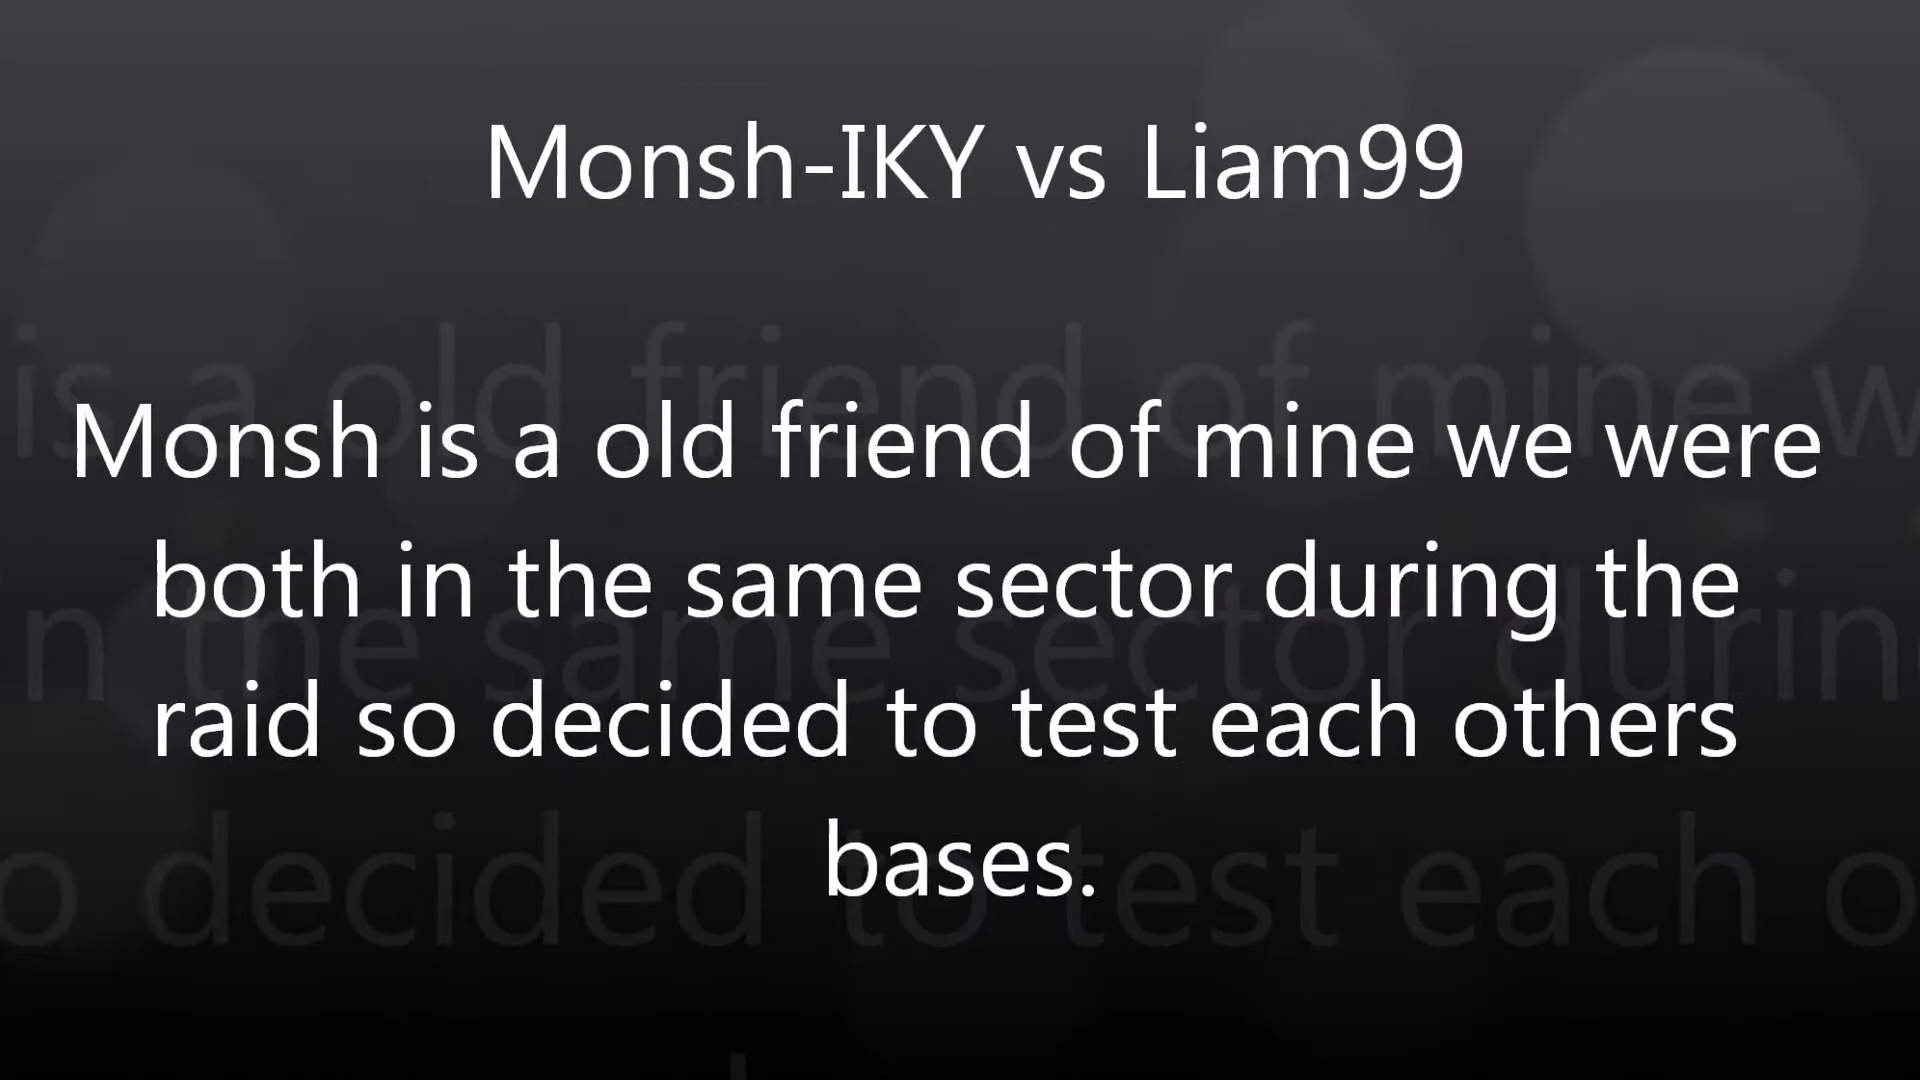 Monsh-IKY vs Liam99
Monsh is a old friend of mine we were
both in the same sector during the
raid so decided to test each others
bases.